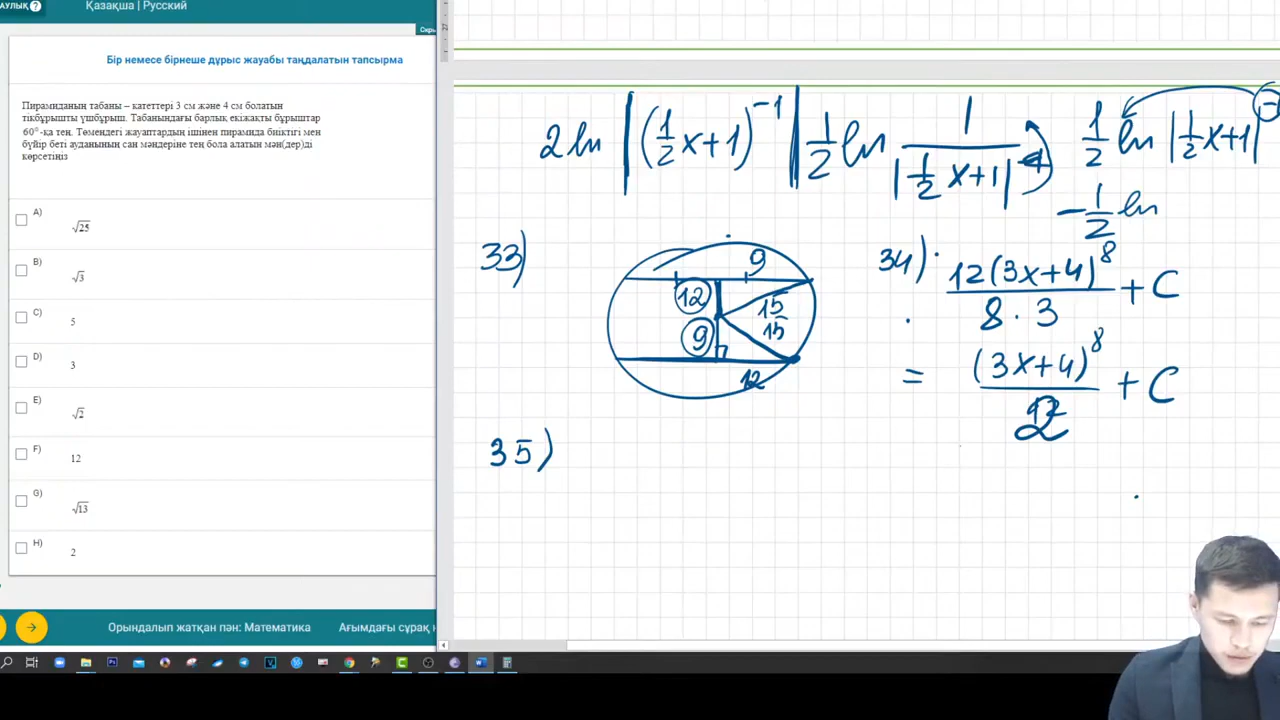 АУЛЫҚ ?
Қазақша | Русский
Скры
Бір немесе бірнеше дұрыс жауабы таңдалатын тапсырма
Пирамиданың табаны – катеттері 3 см және 4 см болатын
тікбұрышты үшбұрыш. Табанындағы барлық екіжақты бұрыштар
60°-қа тең. Төмендегі жауаптардың ішінен пирамида биіктігі мен
бүйір беті ауданының сан мәндеріне тең бола алатын мән(дер)ді
көрсетіңіз
A) √25
B) √3
C) 5
D) 3
E) √2
F) 12
G) √13
H) 2
Орындалып жатқан пән: Математика
Ағымдағы сұрақ н
2 ln |(1/2 x+1)^-1|
1/2 ln 1/|1/2 x+1|
1/2 ln |1/2 x+1|^-
-1/2 ln
33)
9
12
15
9
15
12
34) 12(3x+4)^8/(8·3) + C
= (3x+4)^8/2 + C
35)